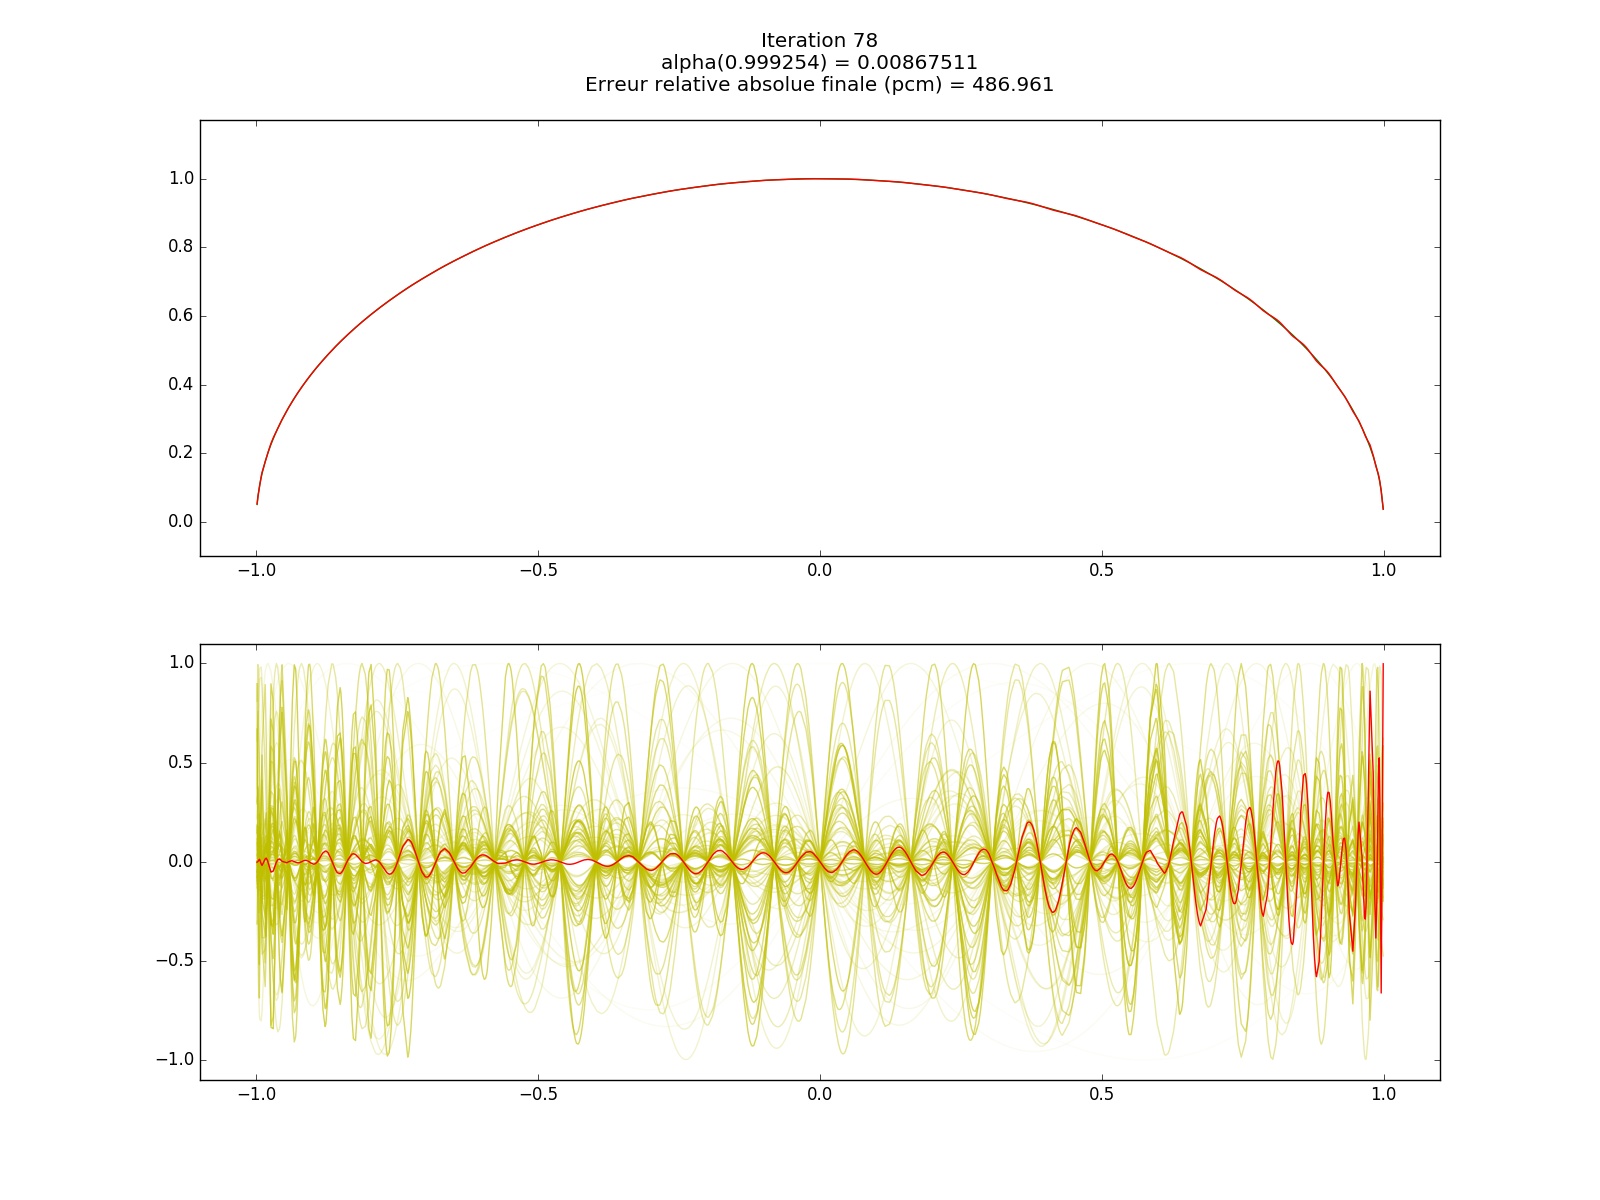 Iteration 78
alpha(0.999254) = 0.00867511
Erreur relative absolue finale (pcm) = 486.961
1.0
0.8
0.6
0.4
0.2
0.0
−1.0 −0.5 0.0 0.5 1.0
1.0
0.5
0.0
−0.5
−1.0
−1.0 −0.5 0.0 0.5 1.0